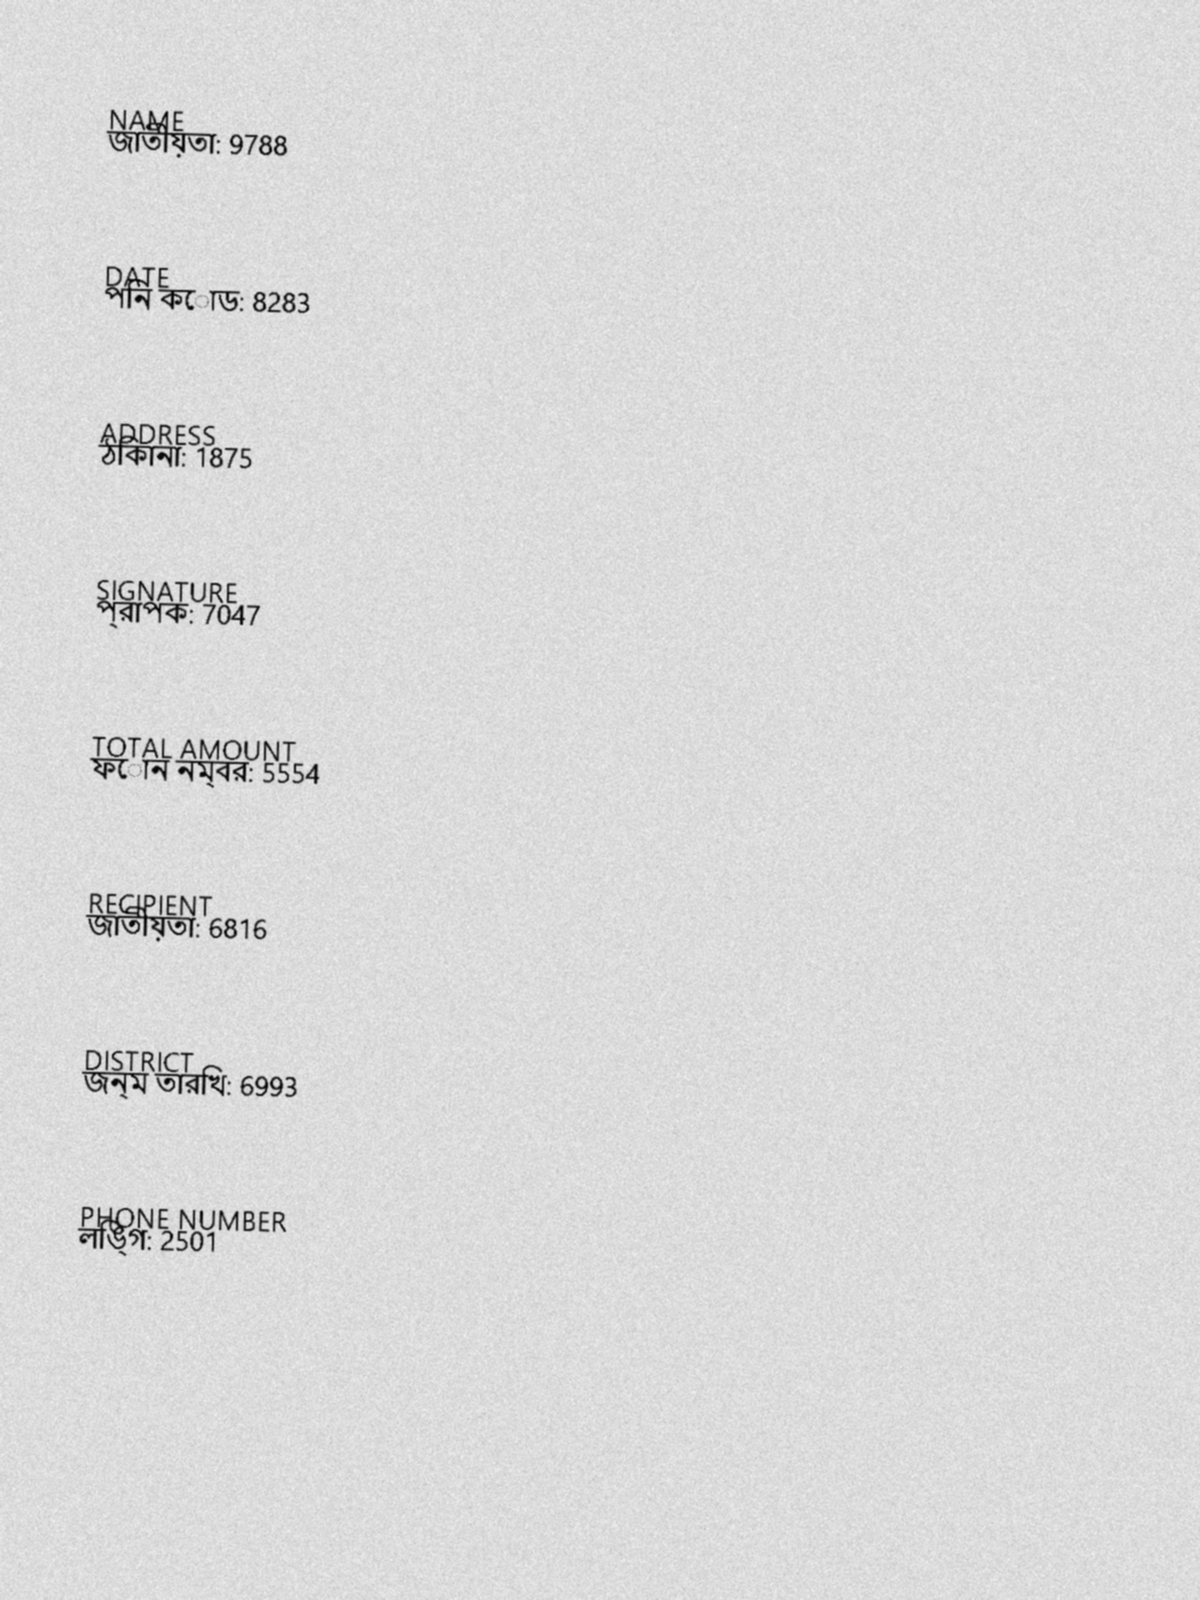 NAME
জাতীয়তা: 9788
DATE
পিন কোড: 8283
ADDRESS
ঠিকানা: 1875
SIGNATURE
প্রাপক: 7047
TOTAL AMOUNT
ফোন নম্বর: 5554
RECIPIENT
জাতীয়তা: 6816
DISTRICT
জন্ম তারিখ: 6993
PHONE NUMBER
লিঙ্গ: 2501